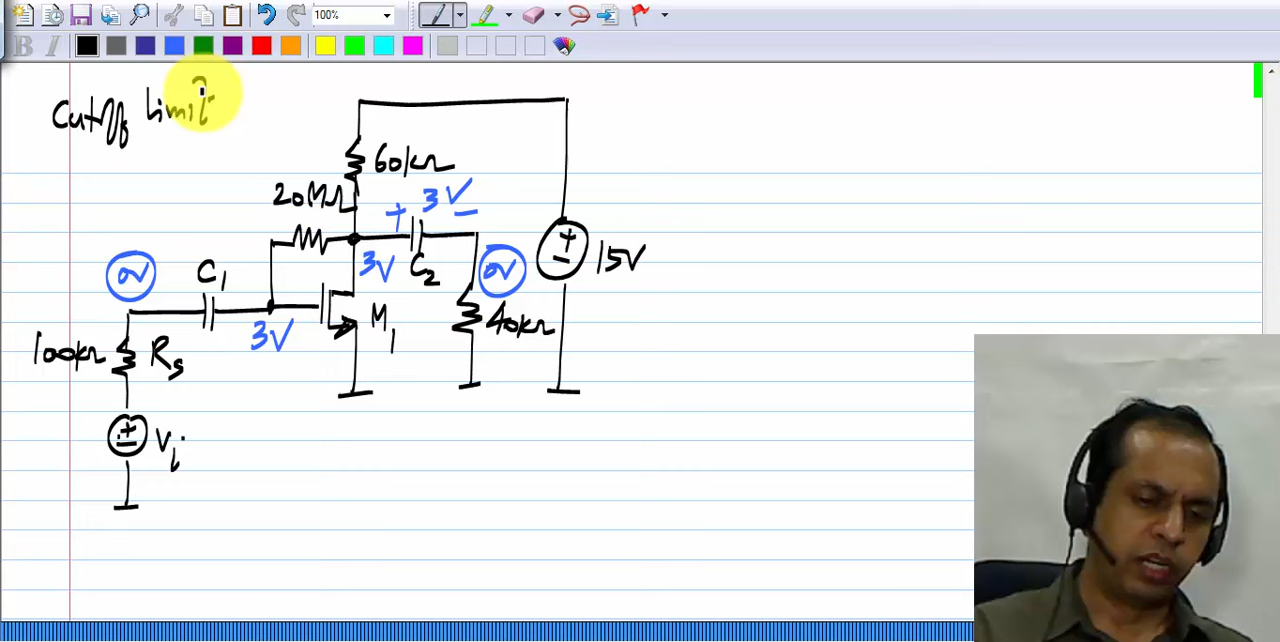 100%
B I
Cutoff limit
60kΩ
20MΩ
+ 3V −
0V
C1
3V
C2
0V
+
−
15V
3V
M1
40kΩ
100kΩ
Rs
+
−
Vi